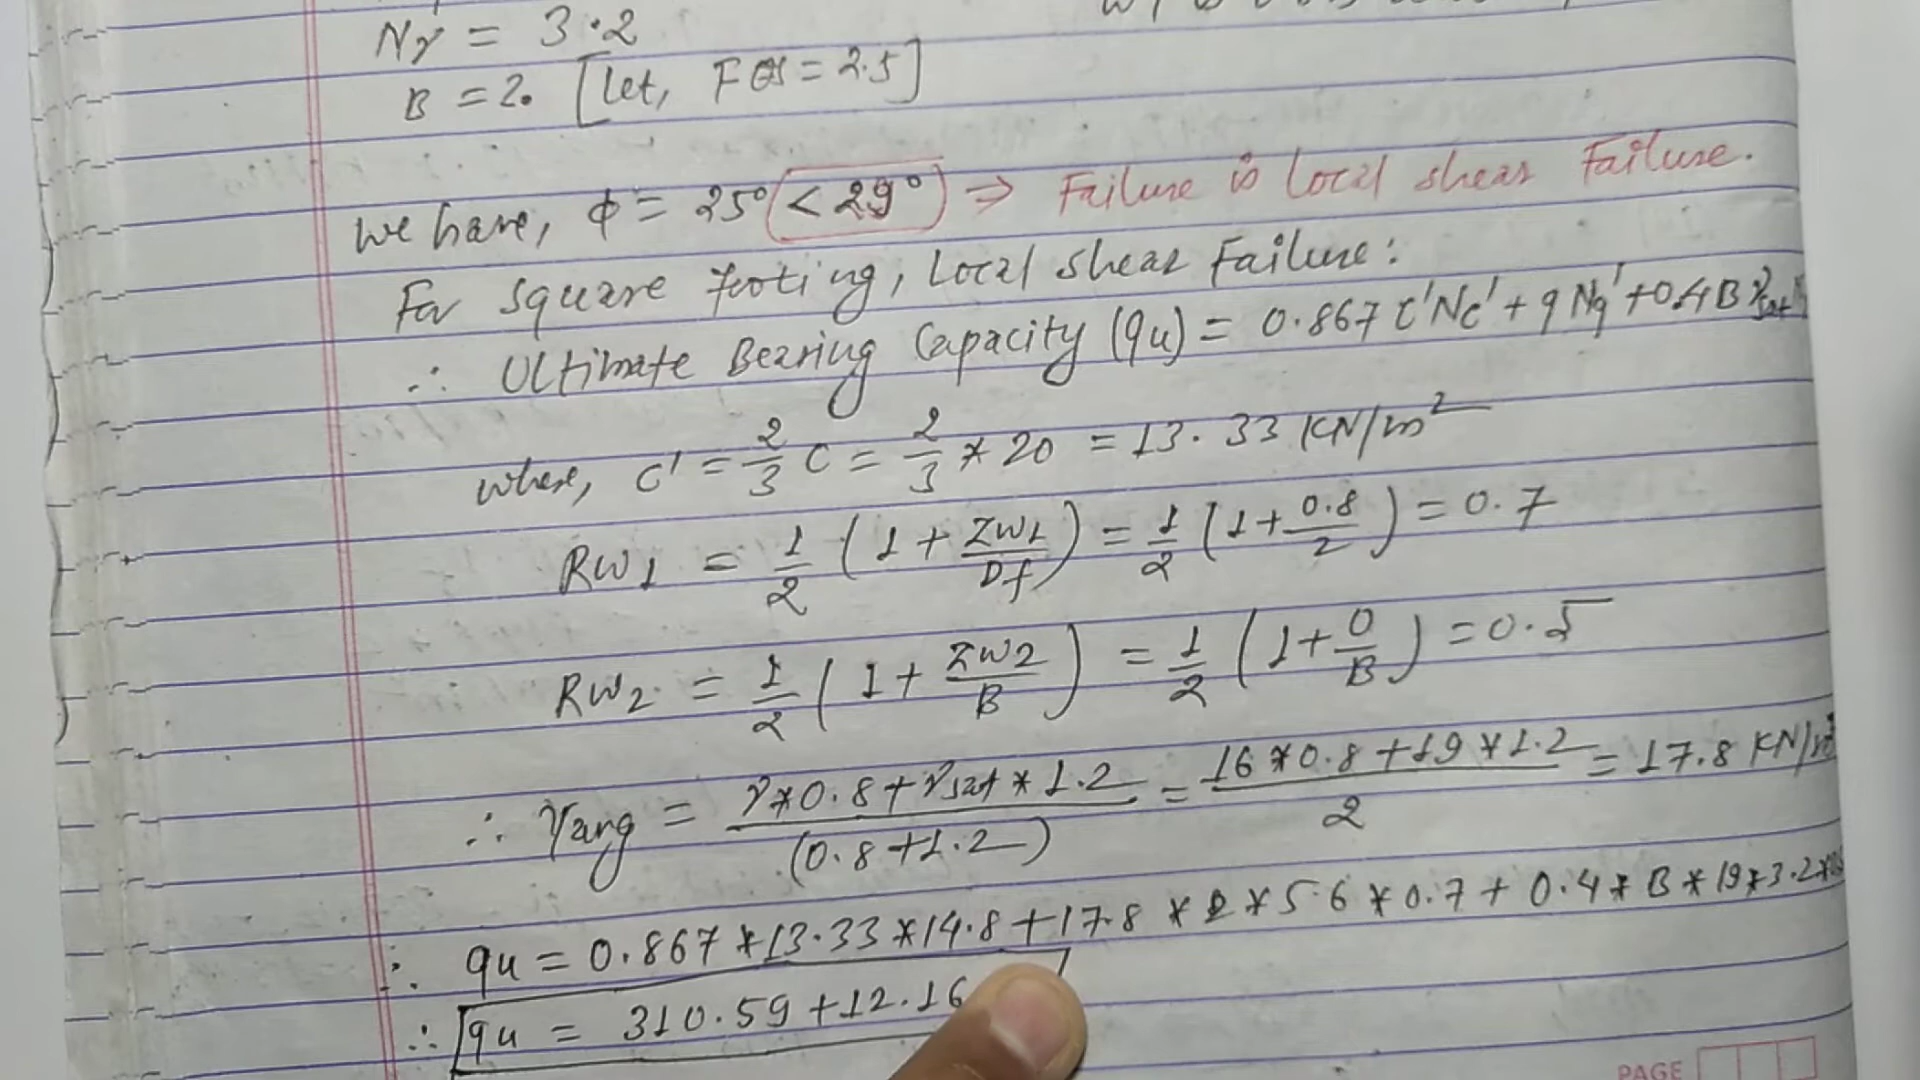 Nγ = 3.2
B = 2. [let, FOS = 2.5]
we have, ϕ = 25° < 29° ⇒ Failure is Local shear Failure.
For square footing, Local shear Failure:
∴ Ultimate Bearing Capacity (qu) = 0.867 C'Nc' + q Nq' + 0.4 B γsat
where, C' = 2/3 C = 2/3 * 20 = 13.33 KN/m²
RW1 = 1/2 (1 + ZW1/Df) = 1/2 (1 + 0.8/2) = 0.7
RW2 = 1/2 (1 + ZW2/B) = 1/2 (1 + 0/B) = 0.5
∴ γavg = γ*0.8 + γsat * 1.2/(0.8+1.2) = 16*0.8 + 19*1.2/2 = 17.8 KN/m³
∴ qu = 0.867 * 13.33 * 14.8 + 17.8 * 2 * 5.6 * 0.7 + 0.4 * B * 19 * 3.2 *
∴ qu = 310.59 + 12.16
PAGE